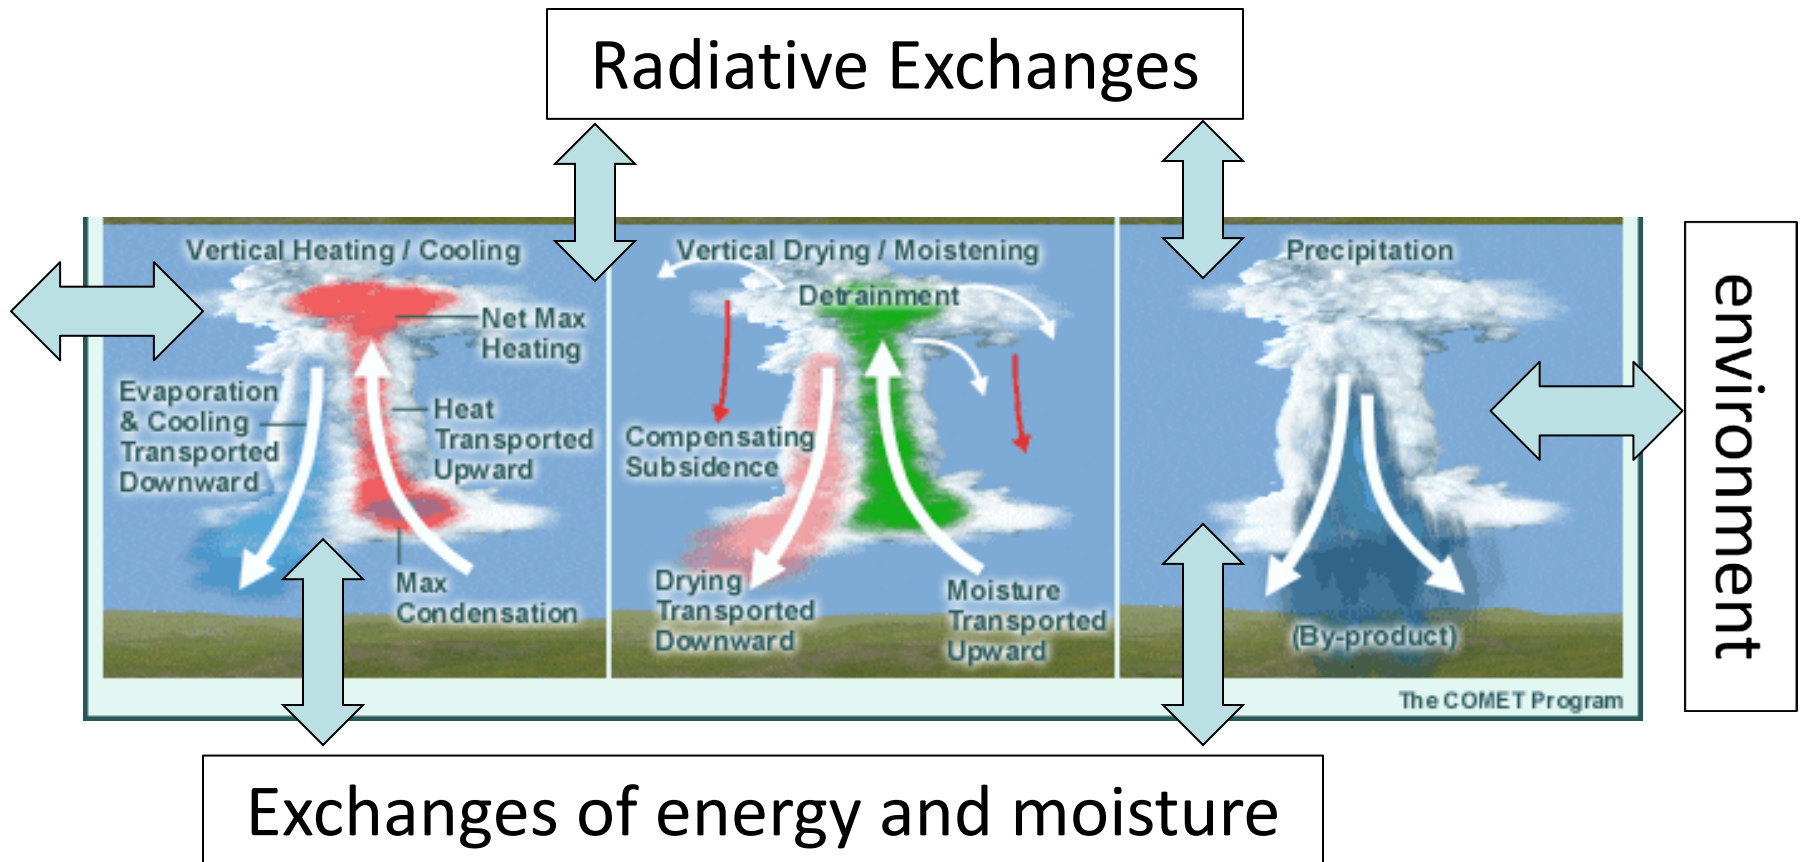 Radiative Exchanges
Vertical Heating / Cooling
Net Max
Heating
Evaporation
& Cooling
Transported
Downward
Heat
Transported
Upward
Max
Condensation
Vertical Drying / Moistening
Detrainment
Compensating
Subsidence
Drying
Transported
Downward
Moisture
Transported
Upward
Precipitation
(By-product)
The COMET Program
environment
Exchanges of energy and moisture